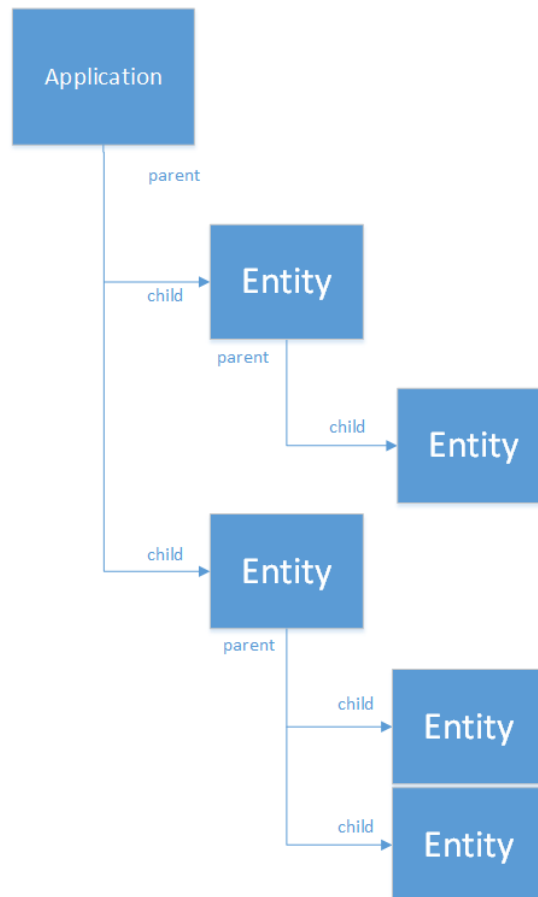 Application
parent
Entity
child
parent
child
Entity
child
Entity
parent
child
Entity
child
Entity